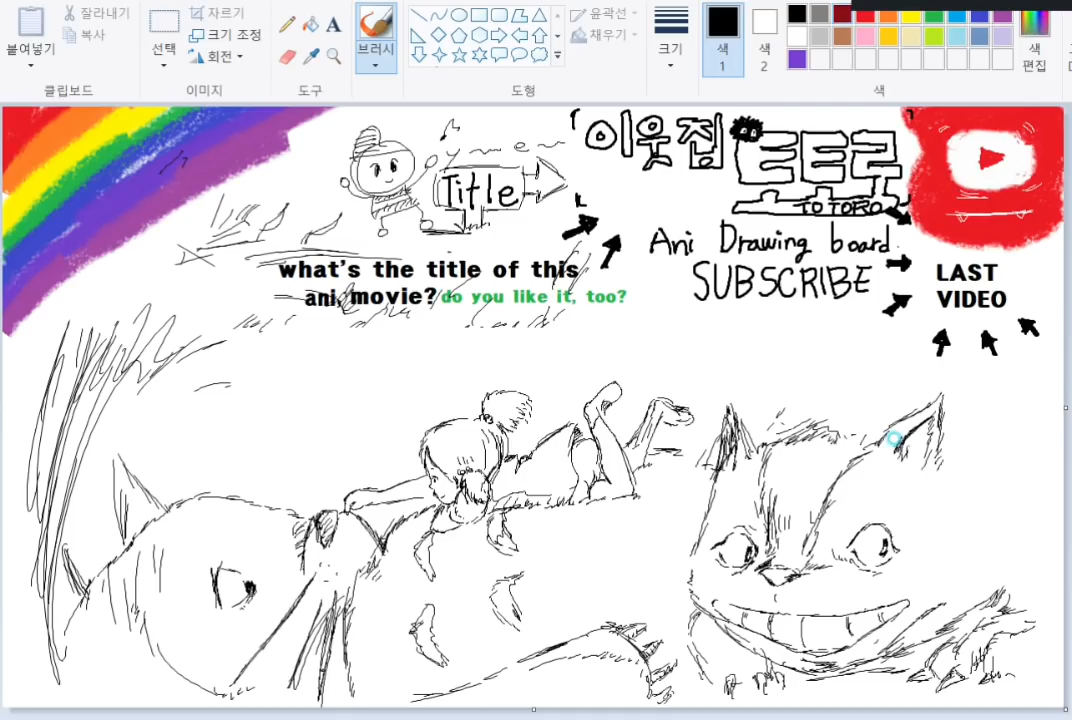 잘라내기
복사
붙여넣기
클립보드
선택
자르기
크기 조정
회전
이미지
A
도구
브러시
윤곽선
채우기
도형
크기
색
1
색
2
색
편집
색
Title
「이웃집
토토로
TOTORO
Ani Drawing board.
SUBSCRIBE
what's the title of this
ani, movie? do you like it, too?
LAST
VIDEO